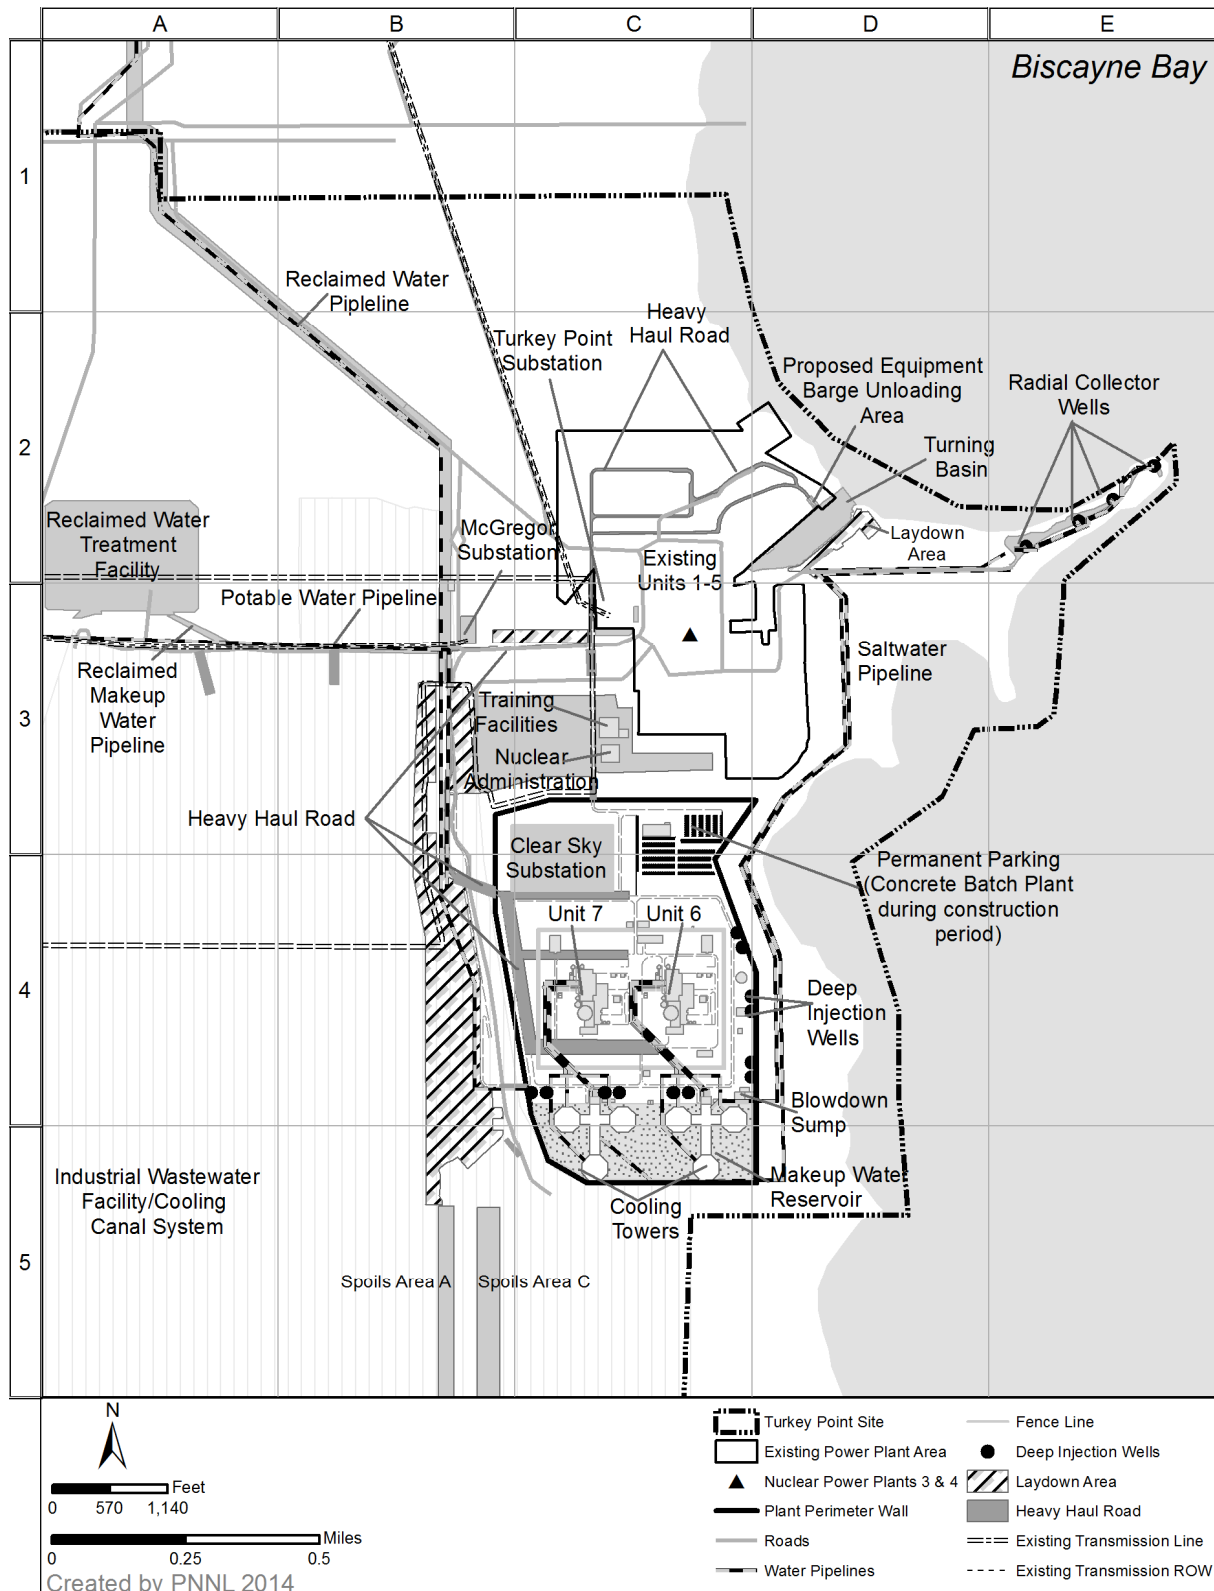 A B C D E
1
2
3
4
5
Biscayne Bay
Reclaimed Water
Pipleline
Heavy
Haul Road
Turkey Point
Substation
Proposed Equipment
Barge Unloading
Area
Radial Collector
Wells
Turning
Basin
Reclaimed Water
Treatment
Facility
McGregor
Substation
Existing
Units 1-5
Laydown
Area
Potable Water Pipeline
Saltwater
Pipeline
Reclaimed
Makeup
Water
Pipeline
Training
Facilities
Nuclear
Administration
Heavy Haul Road
Clear Sky
Substation
Permanent Parking
(Concrete Batch Plant
during construction
period)
Unit 7
Unit 6
Deep
Injection
Wells
Blowdown
Sump
Industrial Wastewater
Facility/Cooling
Canal System
Makeup Water
Reservoir
Cooling
Towers
Spoils Area A
Spoils Area C
N
Feet
0 570 1,140
Miles
0 0.25 0.5
Created by PNNL 2014
Turkey Point Site
Existing Power Plant Area
Nuclear Power Plants 3 & 4
Plant Perimeter Wall
Roads
Water Pipelines
Fence Line
Deep Injection Wells
Laydown Area
Heavy Haul Road
Existing Transmission Line
Existing Transmission ROW